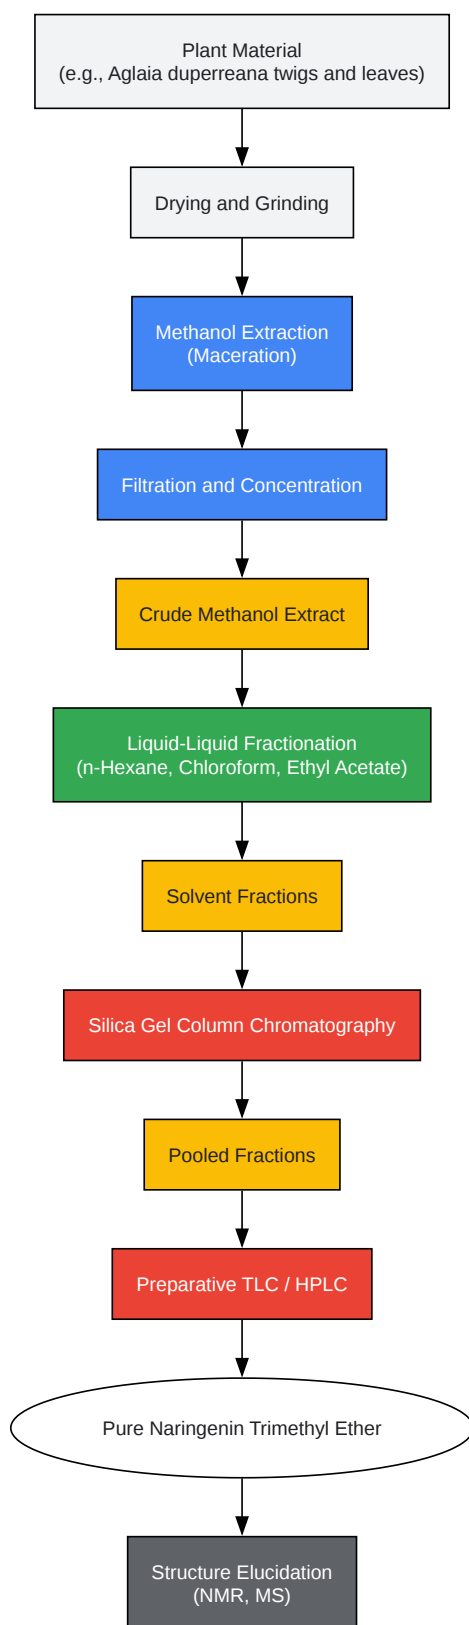 Plant Material
(e.g., Aglaia duperreana twigs and leaves)
Drying and Grinding
Methanol Extraction
(Maceration)
Filtration and Concentration
Crude Methanol Extract
Liquid-Liquid Fractionation
(n-Hexane, Chloroform, Ethyl Acetate)
Solvent Fractions
Silica Gel Column Chromatography
Pooled Fractions
Preparative TLC / HPLC
Pure Naringenin Trimethyl Ether
Structure Elucidation
(NMR, MS)